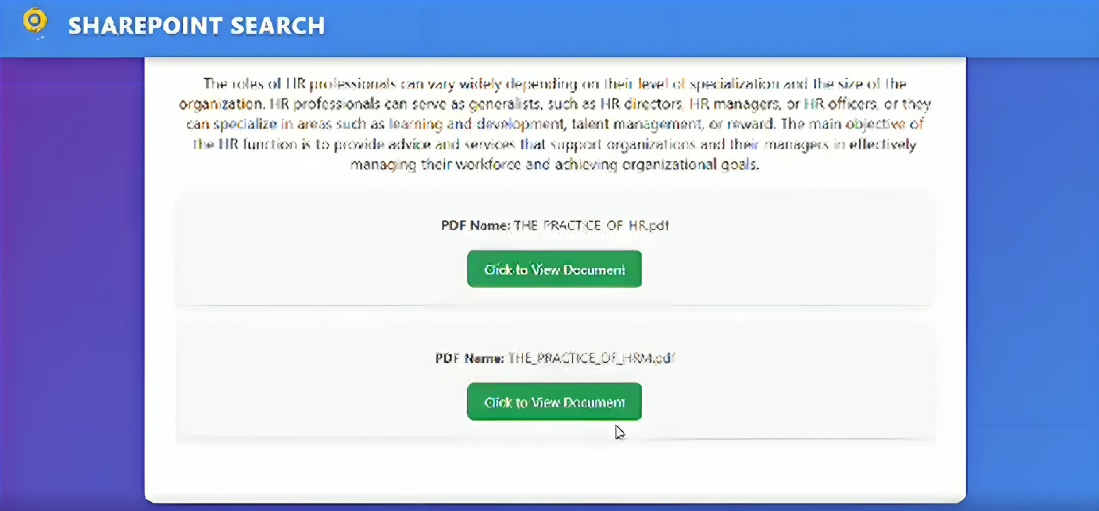 SHAREPOINT SEARCH
The roles of HR professionals can vary widely depending on their level of specialization and the size of the
organization. HR professionals can serve as generalists, such as HR directors, HR managers, or HR officers, or they
can specialize in areas such as learning and development, talent management, or reward. The main objective of
the HR function is to provide advice and services that support organizations and their managers in effectively
managing their workforce and achieving organizational goals.
PDF Name: THE_PRACTICE_OF_HR.pdf
Click to View Document
PDF Name: THE_PRACTICE_OF_HRM.pdf
Click to View Document